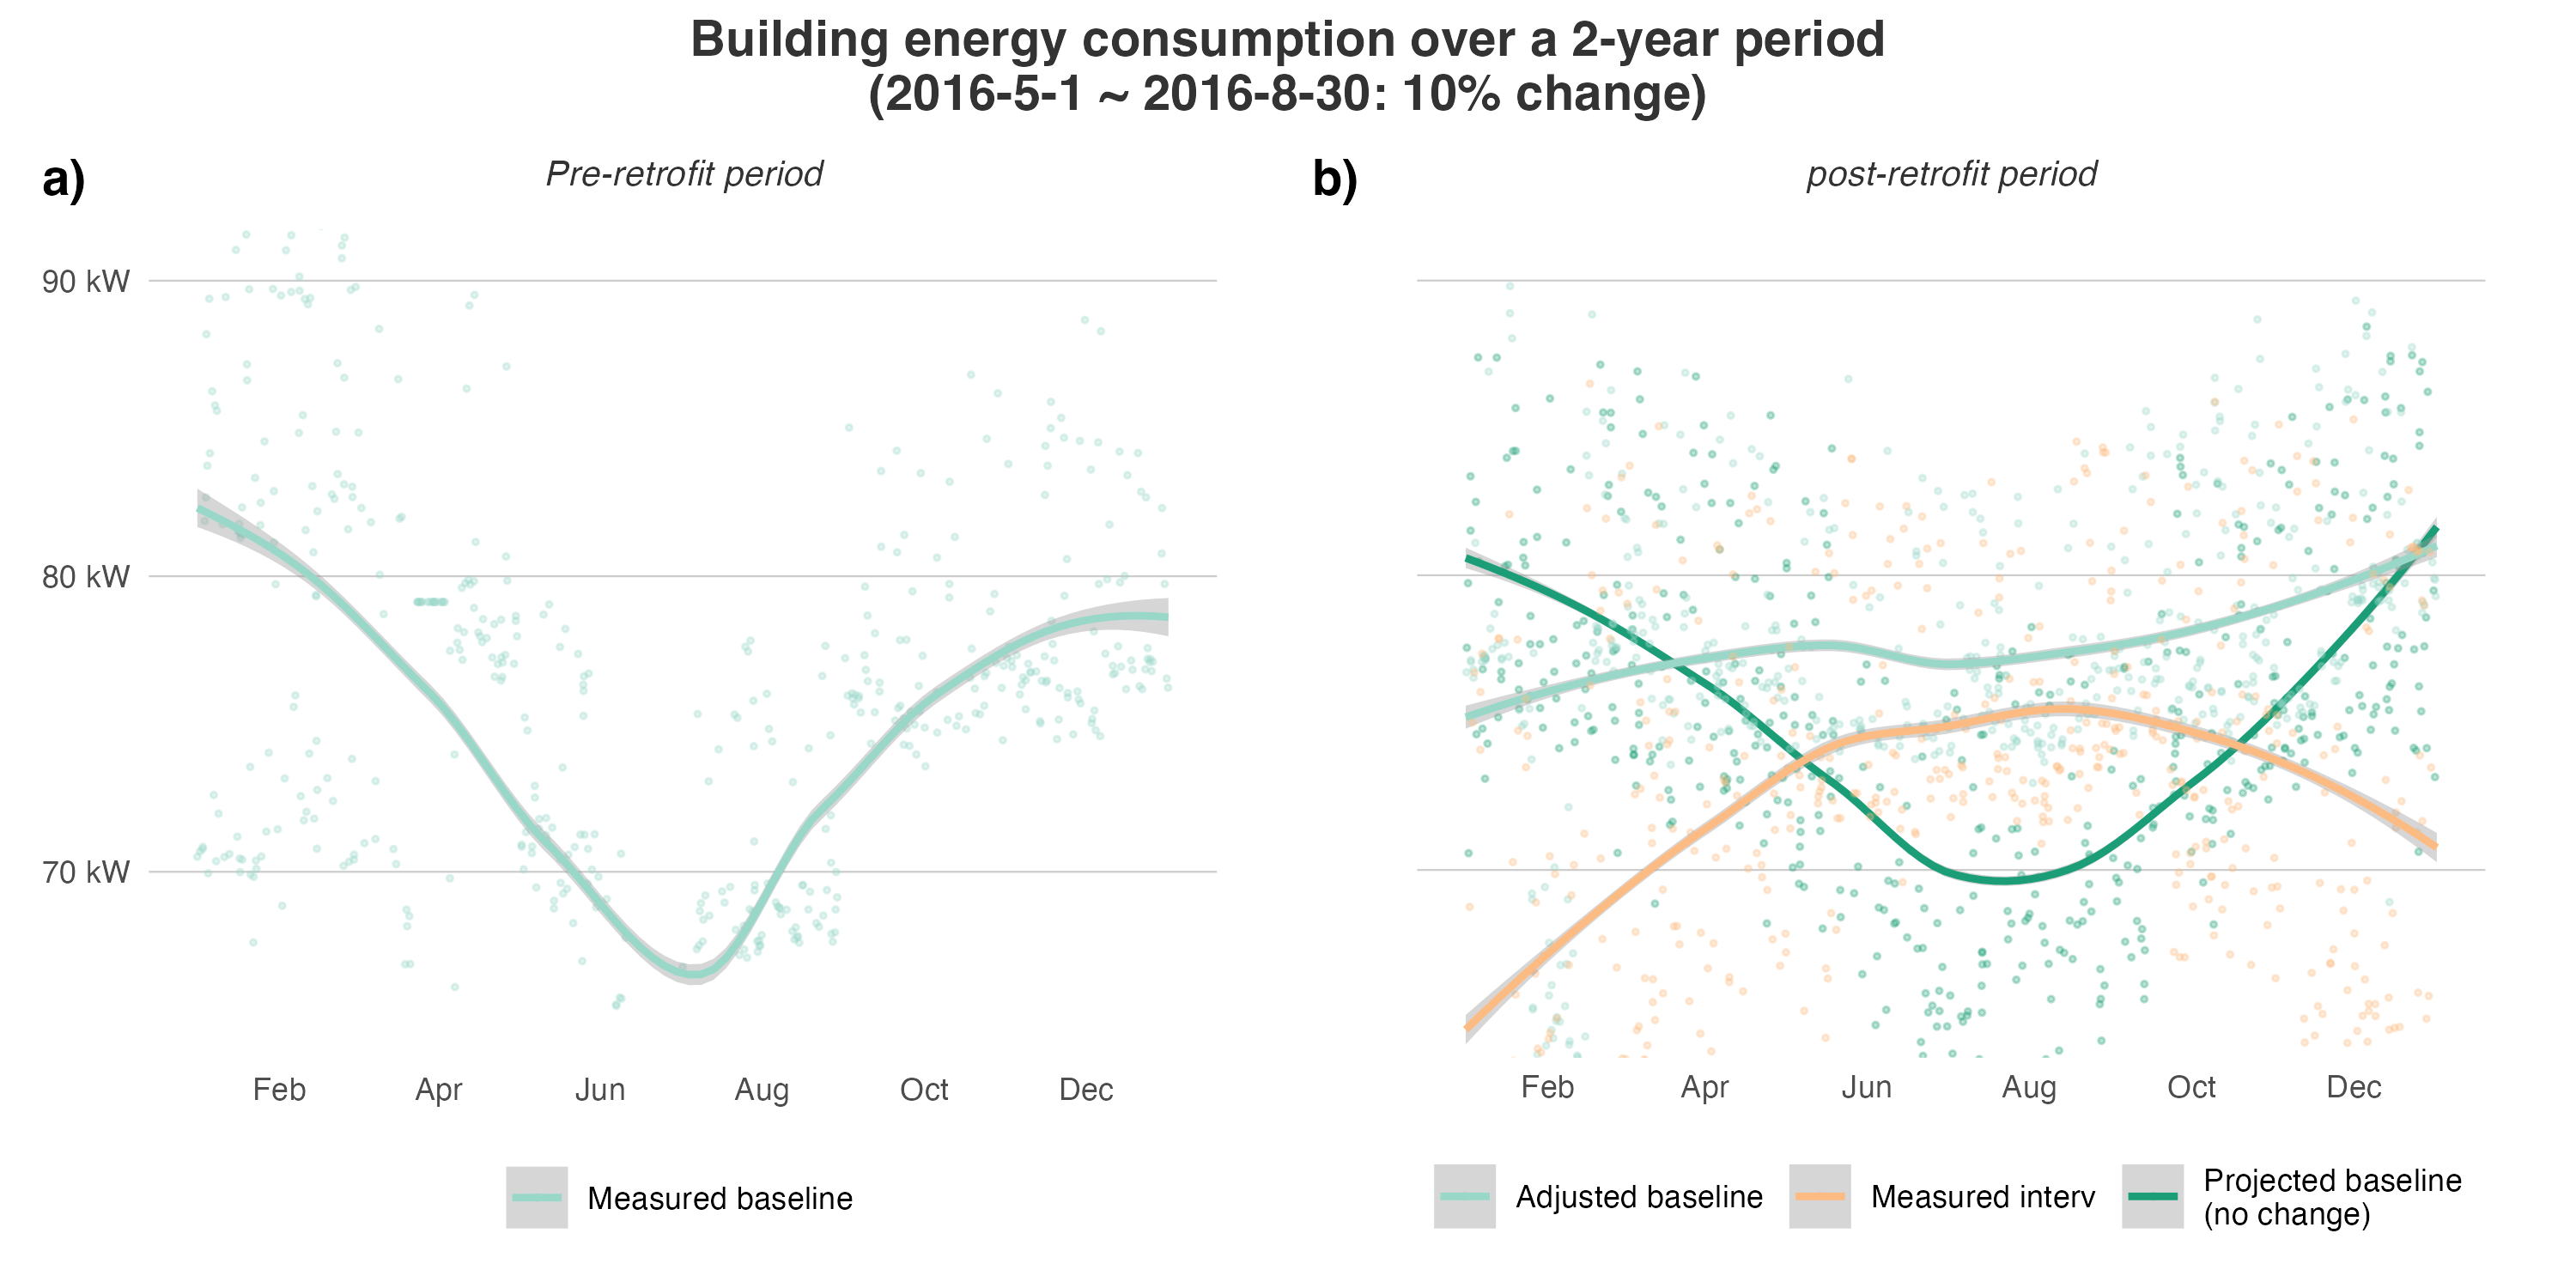 Building energy consumption over a 2-year period
(2016-5-1 ~ 2016-8-30: 10% change)
a)
Pre-retrofit period
90 kW
80 kW
70 kW
Feb Apr Jun Aug Oct Dec
Measured baseline
b)
post-retrofit period
Feb Apr Jun Aug Oct Dec
Adjusted baseline
Measured interv
Projected baseline
(no change)